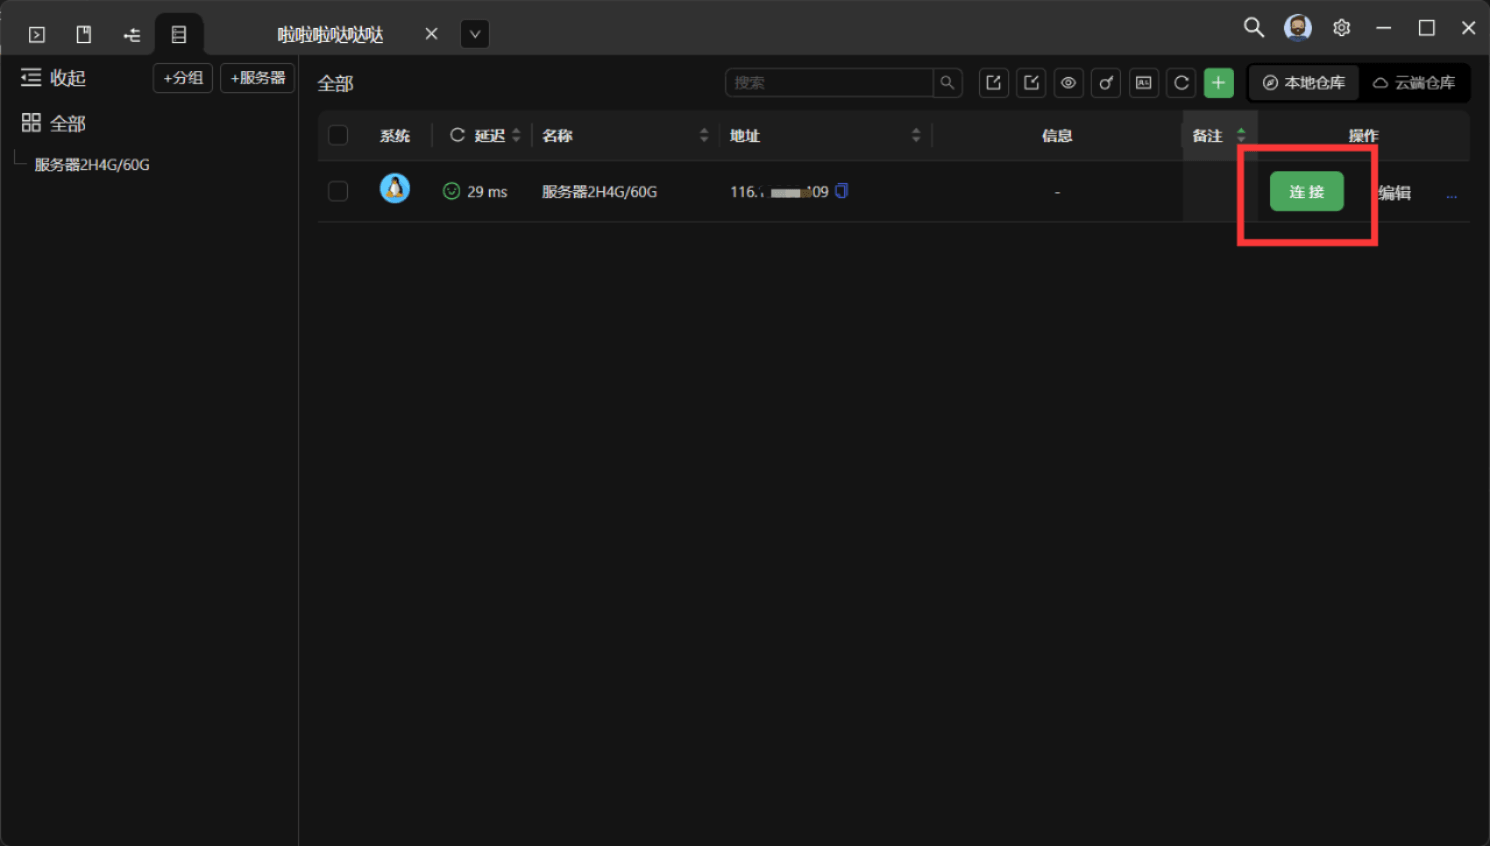 啦啦啦哒哒哒
收起
+分组
+服务器
全部
搜索
本地仓库
云端仓库
全部
系统
延迟
名称
地址
信息
备注
操作
服务器2H4G/60G
29 ms
服务器2H4G/60G
116.
09
-
连 接
编辑
...